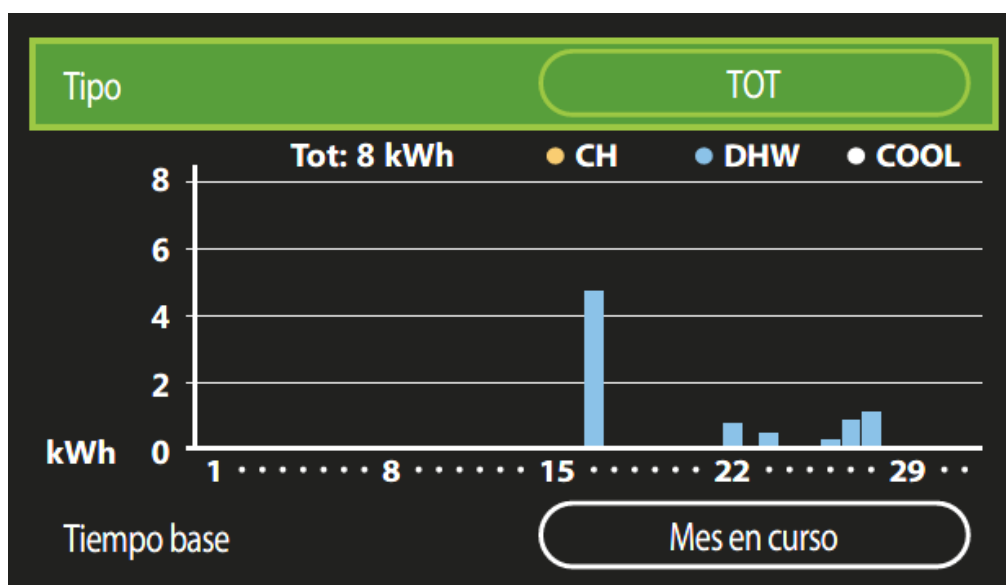 Tipo TOT
Tot: 8 kWh CH DHW COOL
8
6
4
2
kWh 0
1 8 15 22 29
Tiempo base Mes en curso